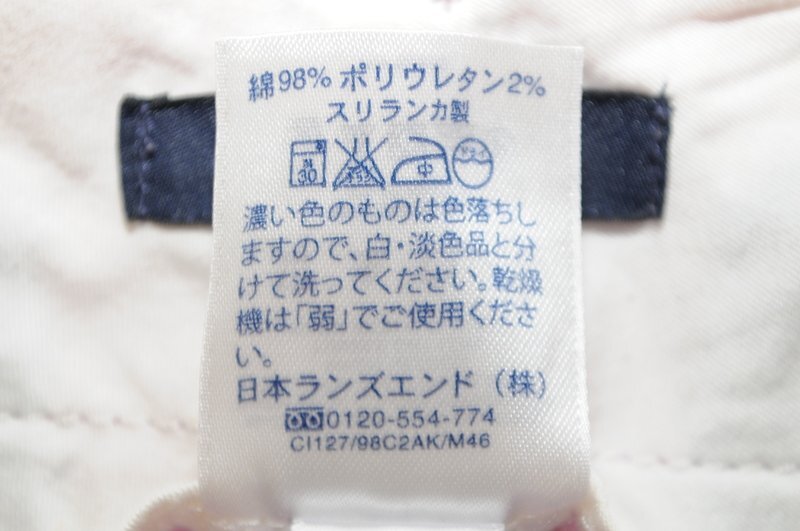 綿98% ポリウレタン2%
スリランカ製
中
濃い色のものは色落ちし
ますので、白・淡色品と分
けて洗ってください。乾燥
機は「弱」でご使用くださ
い。
日本ランズエンド（株）
0120-554-774
CI127/98C2AK/M46